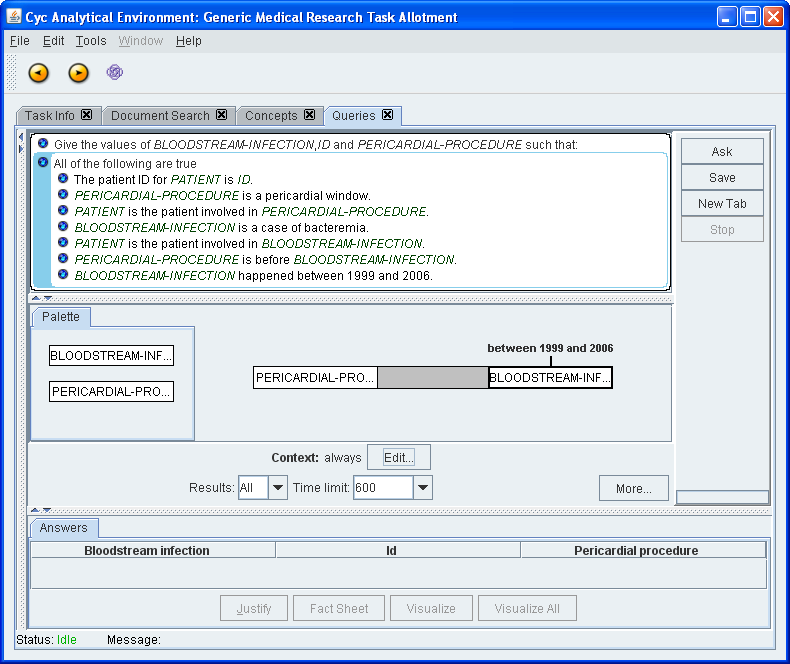 Cyc Analytical Environment: Generic Medical Research Task Allotment
File Edit Tools Window Help
Task Info Document Search Concepts Queries
Give the values of BLOODSTREAM-INFECTION,ID and PERICARDIAL-PROCEDURE such that:
All of the following are true
The patient ID for PATIENT is ID.
PERICARDIAL-PROCEDURE is a pericardial window.
PATIENT is the patient involved in PERICARDIAL-PROCEDURE.
BLOODSTREAM-INFECTION is a case of bacteremia.
PATIENT is the patient involved in BLOODSTREAM-INFECTION.
PERICARDIAL-PROCEDURE is before BLOODSTREAM-INFECTION.
BLOODSTREAM-INFECTION happened between 1999 and 2006.
Ask
Save
New Tab
Stop
Palette
BLOODSTREAM-INF...
PERICARDIAL-PRO...
between 1999 and 2006
PERICARDIAL-PRO... BLOODSTREAM-INF...
Context: always Edit...
Results: All Time limit: 600 More...
Answers
Bloodstream infection Id Pericardial procedure
Justify Fact Sheet Visualize Visualize All
Status: Idle Message: